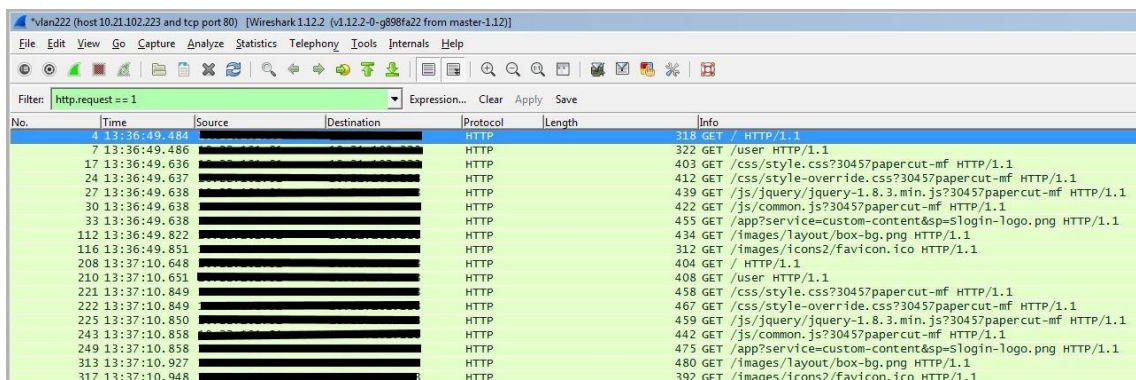 *vlan222 (host 10.21.102.223 and tcp port 80) [Wireshark 1.12.2 (v1.12.2-0-g898fa22 from master-1.12)]
File Edit View Go Capture Analyze Statistics Telephony Tools Internals Help
Filter: http.request == 1 Expression... Clear Apply Save
No. Time Source Destination Protocol Length Info
4 13:36:49.484 HTTP 318 GET / HTTP/1.1
7 13:36:49.486 HTTP 322 GET /user HTTP/1.1
17 13:36:49.636 HTTP 403 GET /css/style.css?30457papercut-mf HTTP/1.1
24 13:36:49.637 HTTP 412 GET /css/style-override.css?30457papercut-mf HTTP/1.1
27 13:36:49.638 HTTP 439 GET /js/jquery/jquery-1.8.3.min.js?30457papercut-mf HTTP/1.1
30 13:36:49.638 HTTP 422 GET /js/common.js?30457papercut-mf HTTP/1.1
33 13:36:49.638 HTTP 455 GET /app?service=custom-content&sp=Slogin-logo.png HTTP/1.1
112 13:36:49.822 HTTP 434 GET /images/layout/box-bg.png HTTP/1.1
116 13:36:49.851 HTTP 312 GET /images/icons2/favicon.ico HTTP/1.1
208 13:37:10.648 HTTP 404 GET / HTTP/1.1
210 13:37:10.651 HTTP 408 GET /user HTTP/1.1
221 13:37:10.849 HTTP 458 GET /css/style.css?30457papercut-mf HTTP/1.1
222 13:37:10.849 HTTP 467 GET /css/style-override.css?30457papercut-mf HTTP/1.1
225 13:37:10.850 HTTP 459 GET /js/jquery/jquery-1.8.3.min.js?30457papercut-mf HTTP/1.1
243 13:37:10.858 HTTP 442 GET /js/common.js?30457papercut-mf HTTP/1.1
249 13:37:10.858 HTTP 475 GET /app?service=custom-content&sp=Slogin-logo.png HTTP/1.1
313 13:37:10.927 HTTP 480 GET /images/layout/box-bg.png HTTP/1.1
317 13:37:10.948 HTTP 392 GET /images/icons2/favicon.ico HTTP/1.1